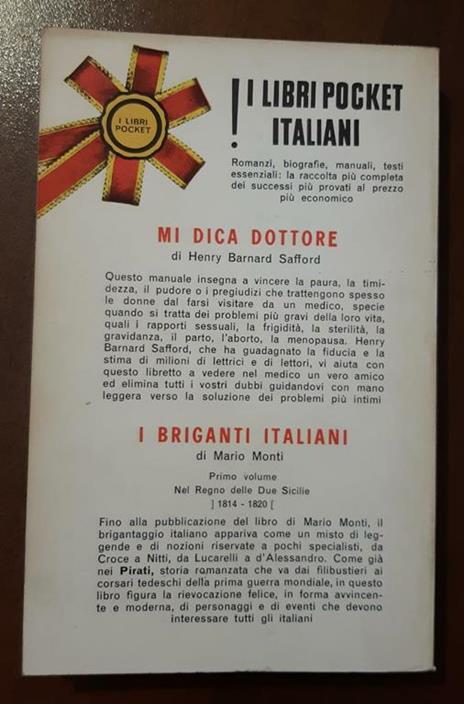 I LIBRI
POCKET
! I LIBRI POCKET
ITALIANI
Romanzi, biografie, manuali, testi
essenziali: la raccolta più completa
dei successi più provati al prezzo
più economico
MI DICA DOTTORE
di Henry Barnard Safford
Questo manuale insegna a vincere la paura, la timi-
dezza, il pudore o i pregiudizi che trattengono spesso
le donne dal farsi visitare da un medico, specie
quando si tratta dei problemi più gravi della loro vita,
quali i rapporti sessuali, la frigidità, la sterilità, la
gravidanza, il parto, l'aborto, la menopausa. Henry
Barnard Safford, che ha guadagnato la fiducia e la
stima di milioni di lettrici e di lettori, vi aiuta con
questo libretto a vedere nel medico un vero amico
ed elimina tutti i vostri dubbi guidandovi con mano
leggera verso la soluzione dei problemi più intimi
I BRIGANTI ITALIANI
di Mario Monti
Primo volume
Nel Regno delle Due Sicilie
] 1814 - 1820 [
Fino alla pubblicazione del libro di Mario Monti, il
brigantaggio italiano appariva come un misto di leg-
gende e di nozioni riservate a pochi specialisti, da
Croce a Nitti, da Lucarelli a d'Alessandro. Come già
nei Pirati, storia romanzata che va dai filibustieri ai
corsari tedeschi della prima guerra mondiale, in questo
libro figura la rievocazione felice, in forma avvincen-
te e moderna, di personaggi e di eventi che devono
interessare tutti gli italiani